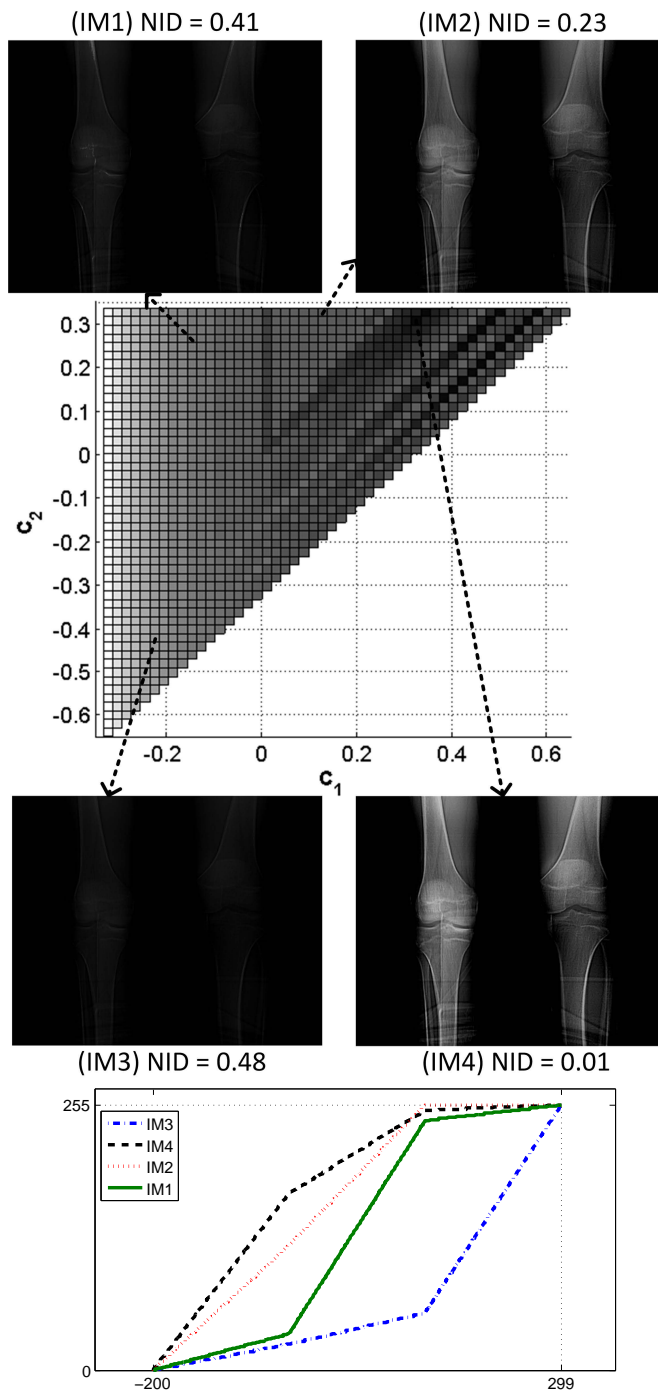 (IM1) NID = 0.41
(IM2) NID = 0.23
0.3
0.2
0.1
0
-0.1
-0.2
-0.3
-0.4
-0.5
-0.6
c₂
-0.2 0 0.2 0.4 0.6
c₁
(IM3) NID = 0.48
(IM4) NID = 0.01
255
IM3
IM4
IM2
IM1
0
−200 299